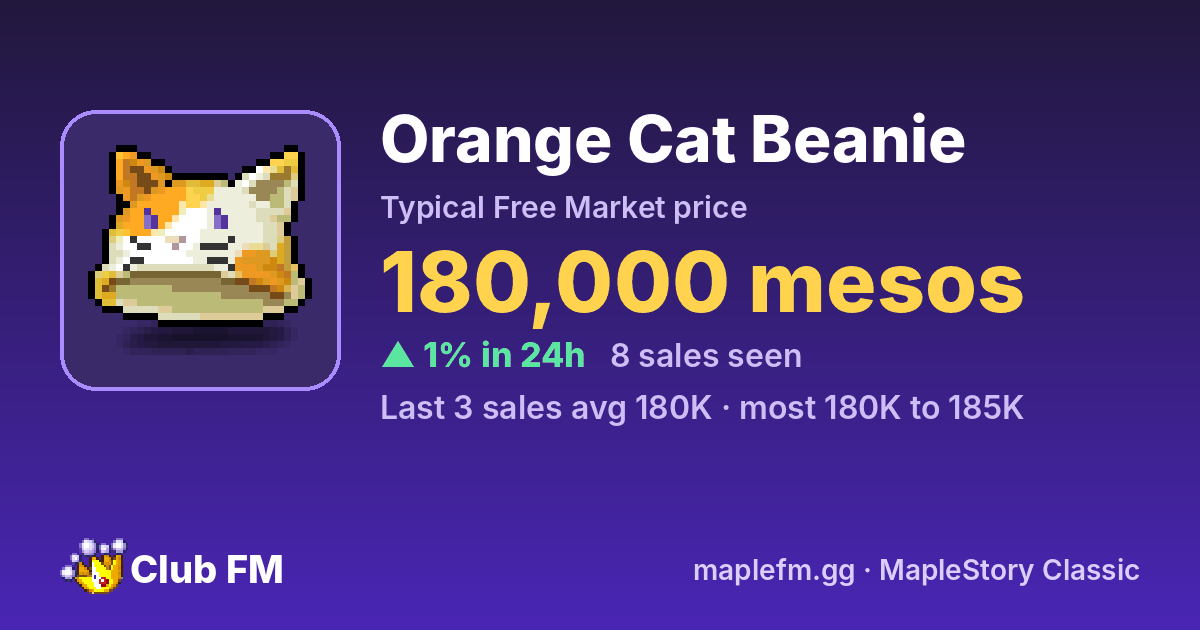 Orange Cat Beanie
Typical Free Market price
180,000 mesos
▲ 1% in 24h 8 sales seen
Last 3 sales avg 180K · most 180K to 185K
Club FM
maplefm.gg · MapleStory Classic